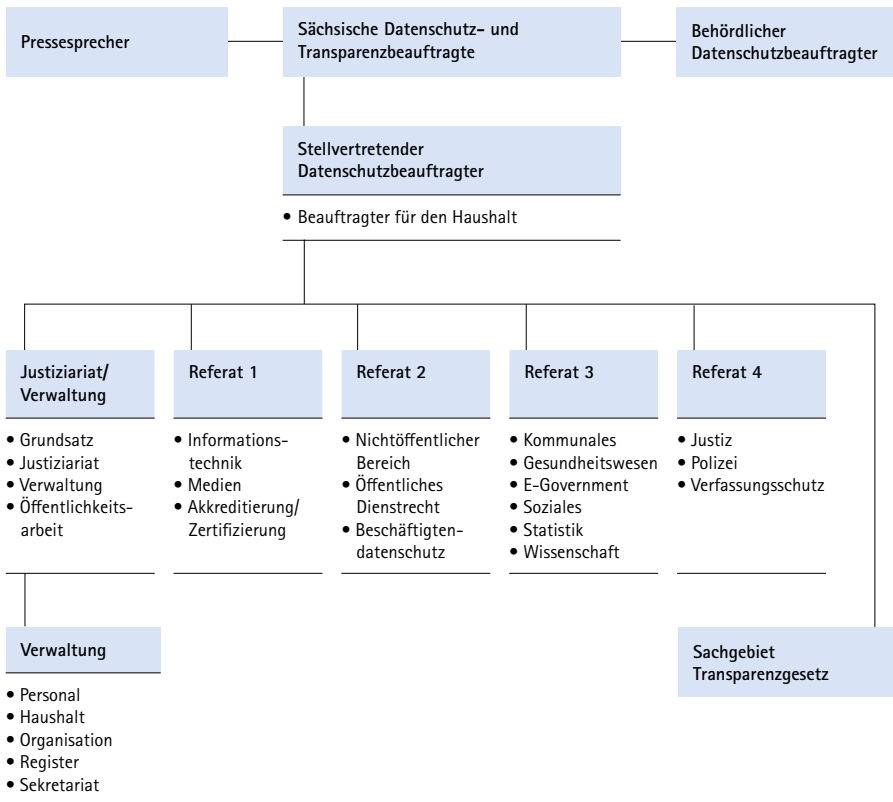 Pressesprecher
Sächsische Datenschutz- und
Transparenzbeauftragte
Behördlicher
Datenschutzbeauftragter
Stellvertretender
Datenschutzbeauftragter
• Beauftragter für den Haushalt
Justiziariat/
Verwaltung
• Grundsatz
• Justiziariat
• Verwaltung
• Öffentlichkeits-
arbeit
Referat 1
• Informations-
technik
• Medien
• Akkreditierung/
Zertifizierung
Referat 2
• Nichtöffentlicher
Bereich
• Öffentliches
Dienstrecht
• Beschäftigten-
datenschutz
Referat 3
• Kommunales
• Gesundheitswesen
• E-Government
• Soziales
• Statistik
• Wissenschaft
Referat 4
• Justiz
• Polizei
• Verfassungsschutz
Verwaltung
• Personal
• Haushalt
• Organisation
• Register
• Sekretariat
Sachgebiet
Transparenzgesetz